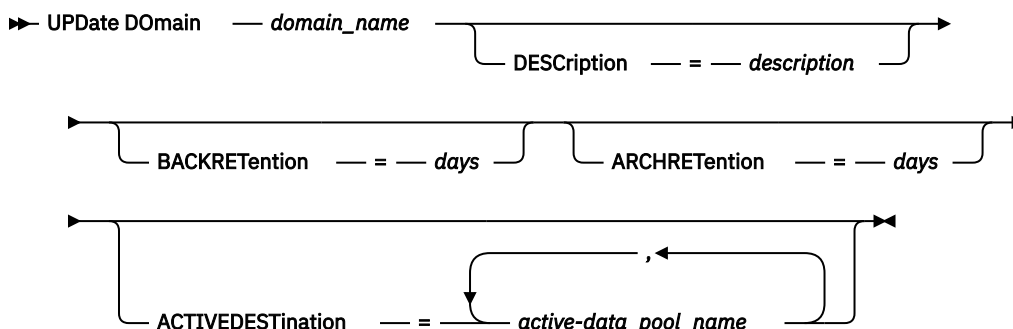 UPDate DOmain domain_name
DESCription = description
BACKRETention = days ARCHRETention = days
,
ACTIVEDESTination = active-data_pool_name